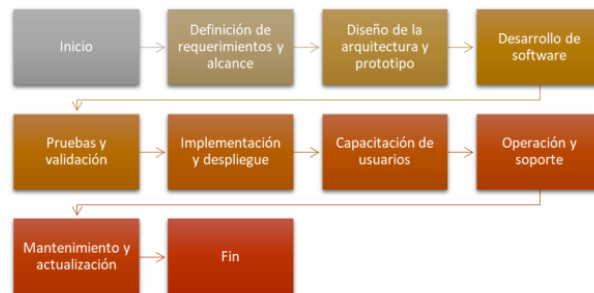 Inicio
Definición de
requerimientos y
alcance
Diseño de la
arquitectura y
prototipo
Desarrollo de
software
Pruebas y
validación
Implementación
y despliegue
Capacitación de
usuarios
Operación y
soporte
Mantenimiento y
actualización
Fin